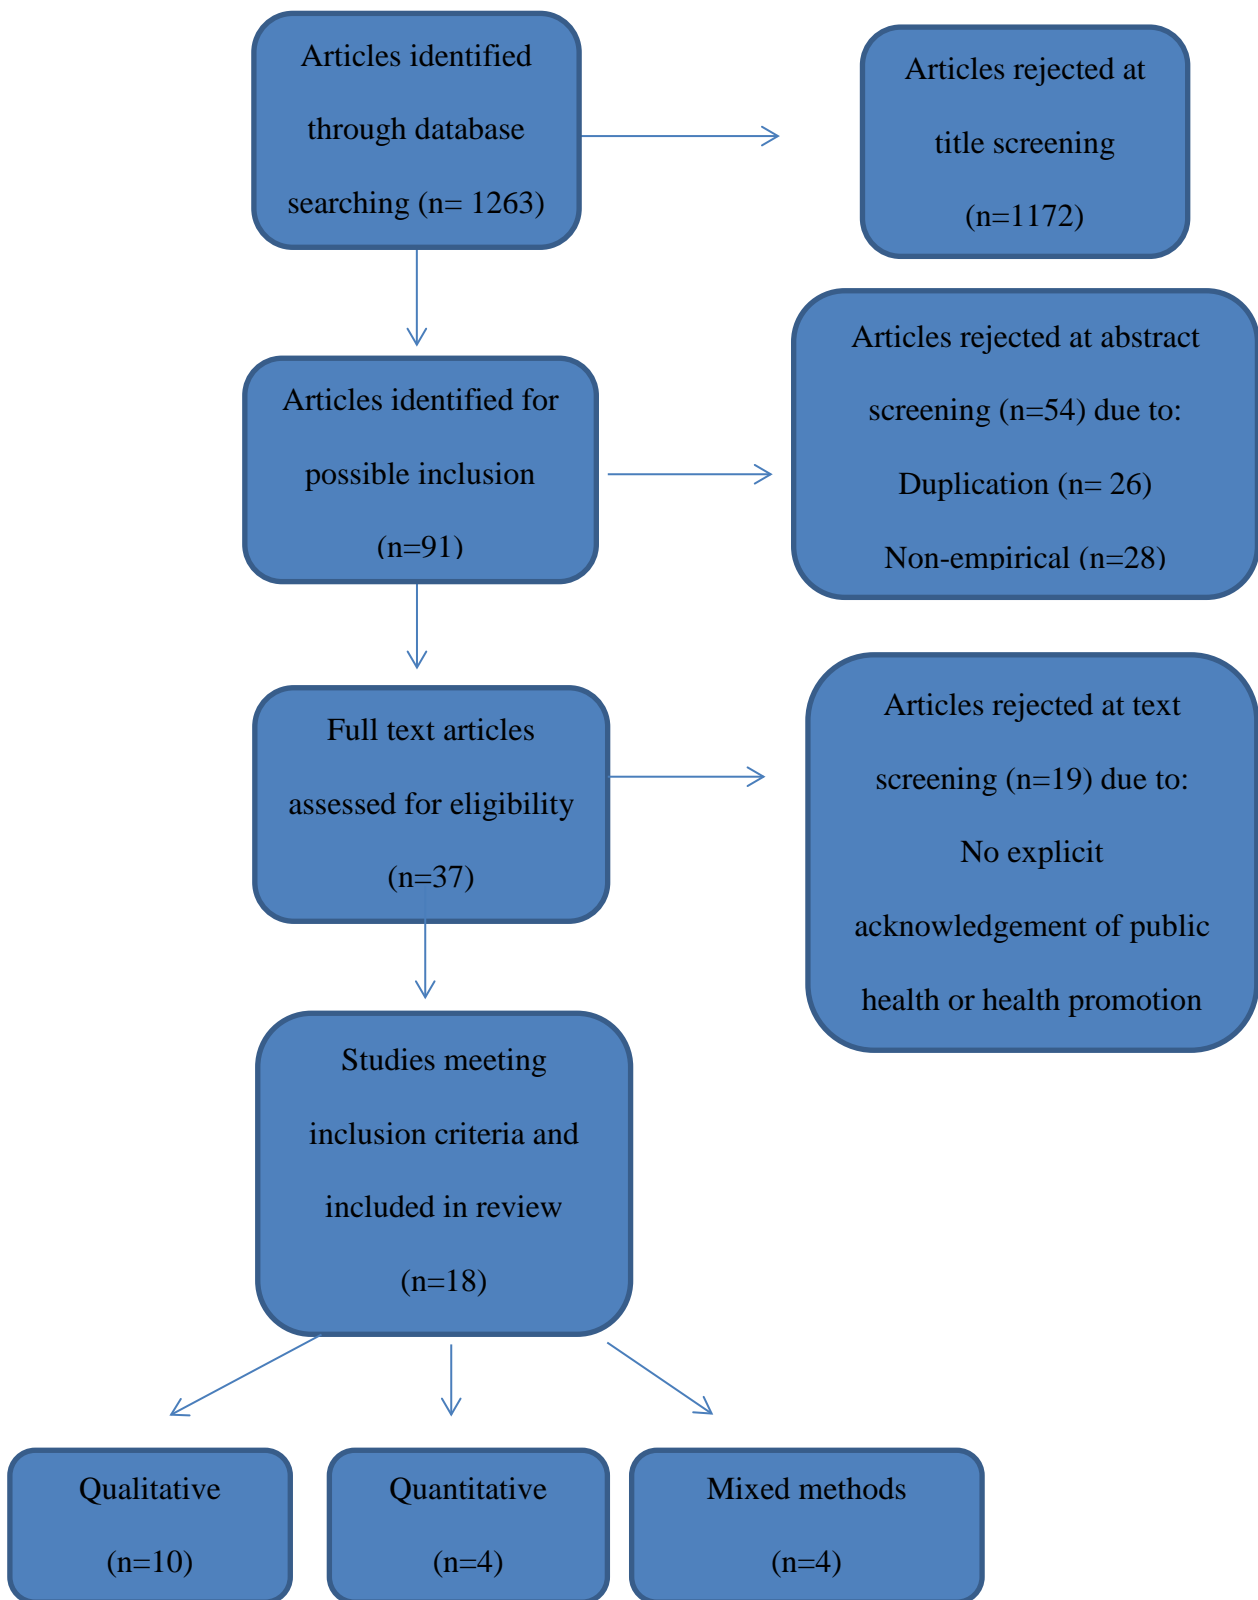 Articles identified
through database
searching (n= 1263)
Articles rejected at
title screening
(n=1172)
Articles identified for
possible inclusion
(n=91)
Articles rejected at abstract
screening (n=54) due to:
Duplication (n= 26)
Non-empirical (n=28)
Full text articles
assessed for eligibility
(n=37)
Articles rejected at text
screening (n=19) due to:
No explicit
acknowledgement of public
health or health promotion
Studies meeting
inclusion criteria and
included in review
(n=18)
Qualitative
(n=10)
Quantitative
(n=4)
Mixed methods
(n=4)